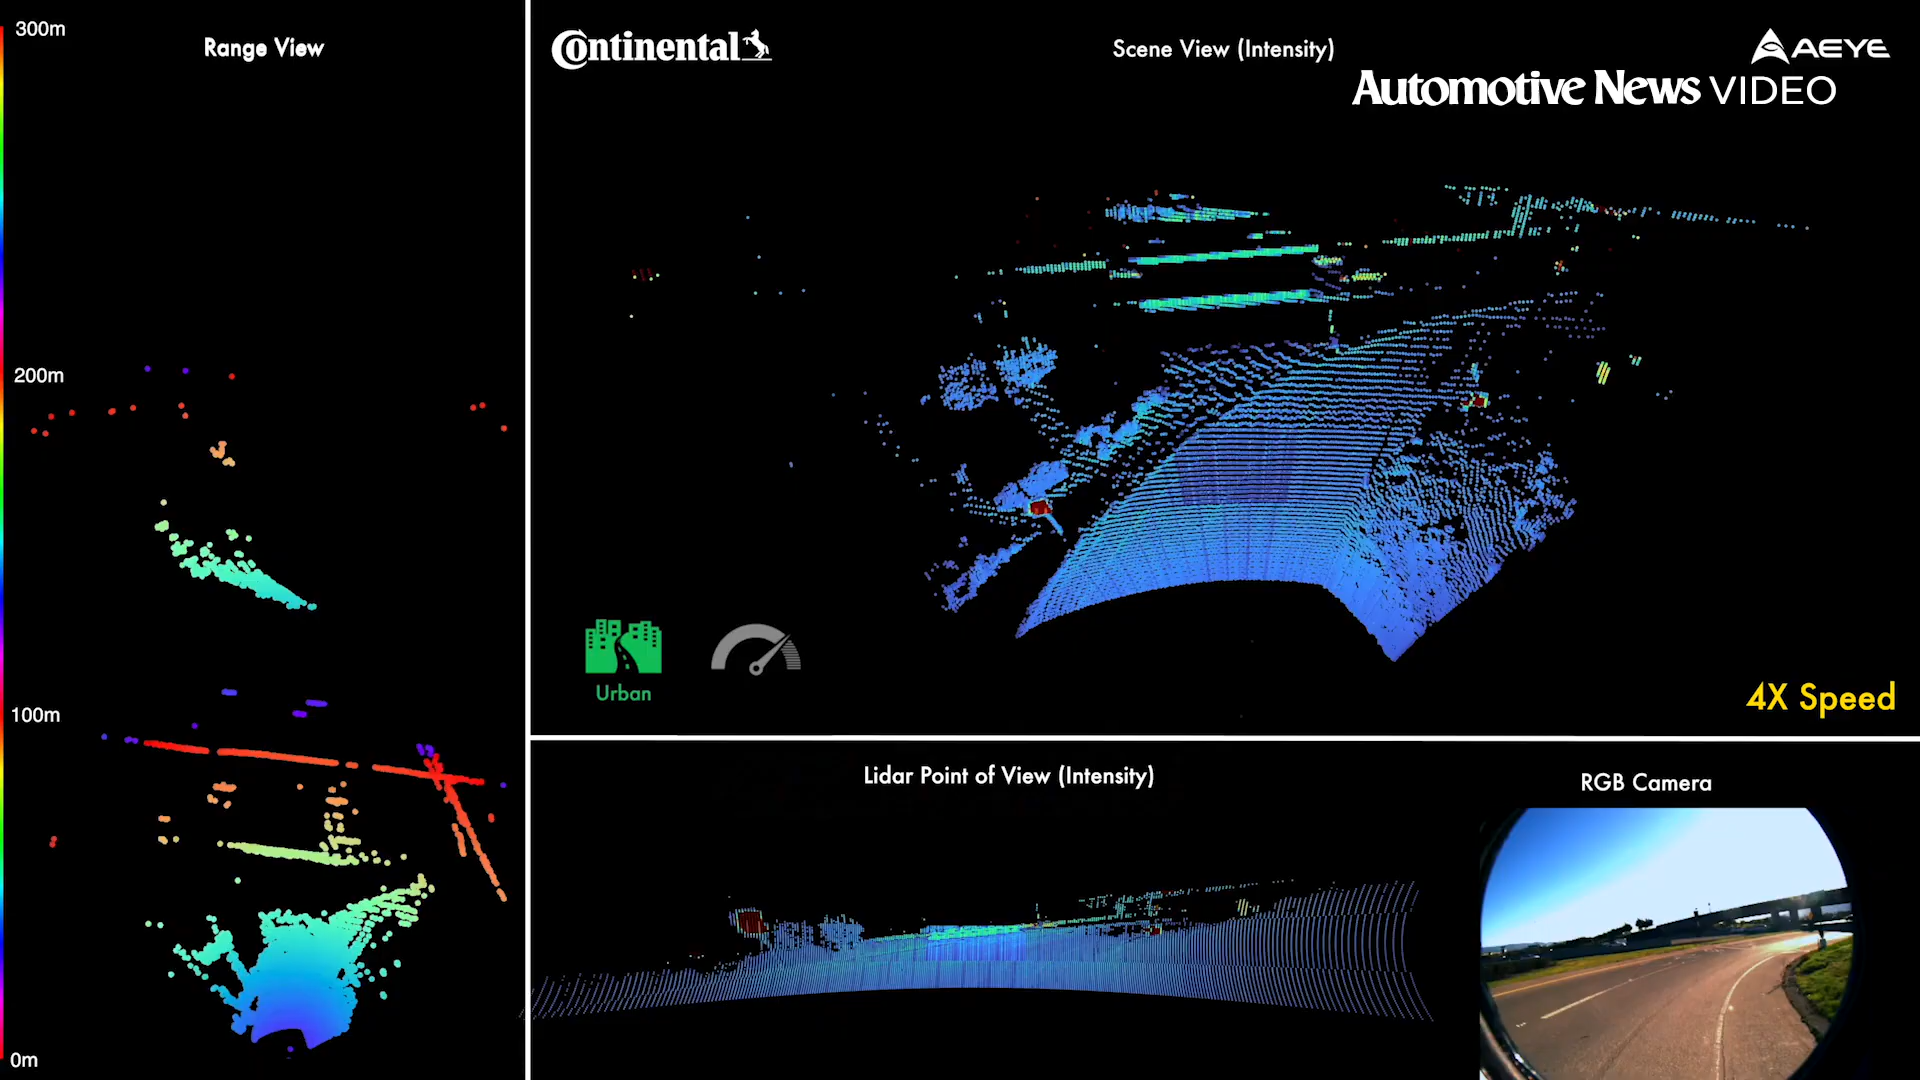 300m
Range View
200m
100m
0m
Continental
Scene View (Intensity)
AEYE
Automotive News VIDEO
Urban
4X Speed
Lidar Point of View (Intensity)
RGB Camera